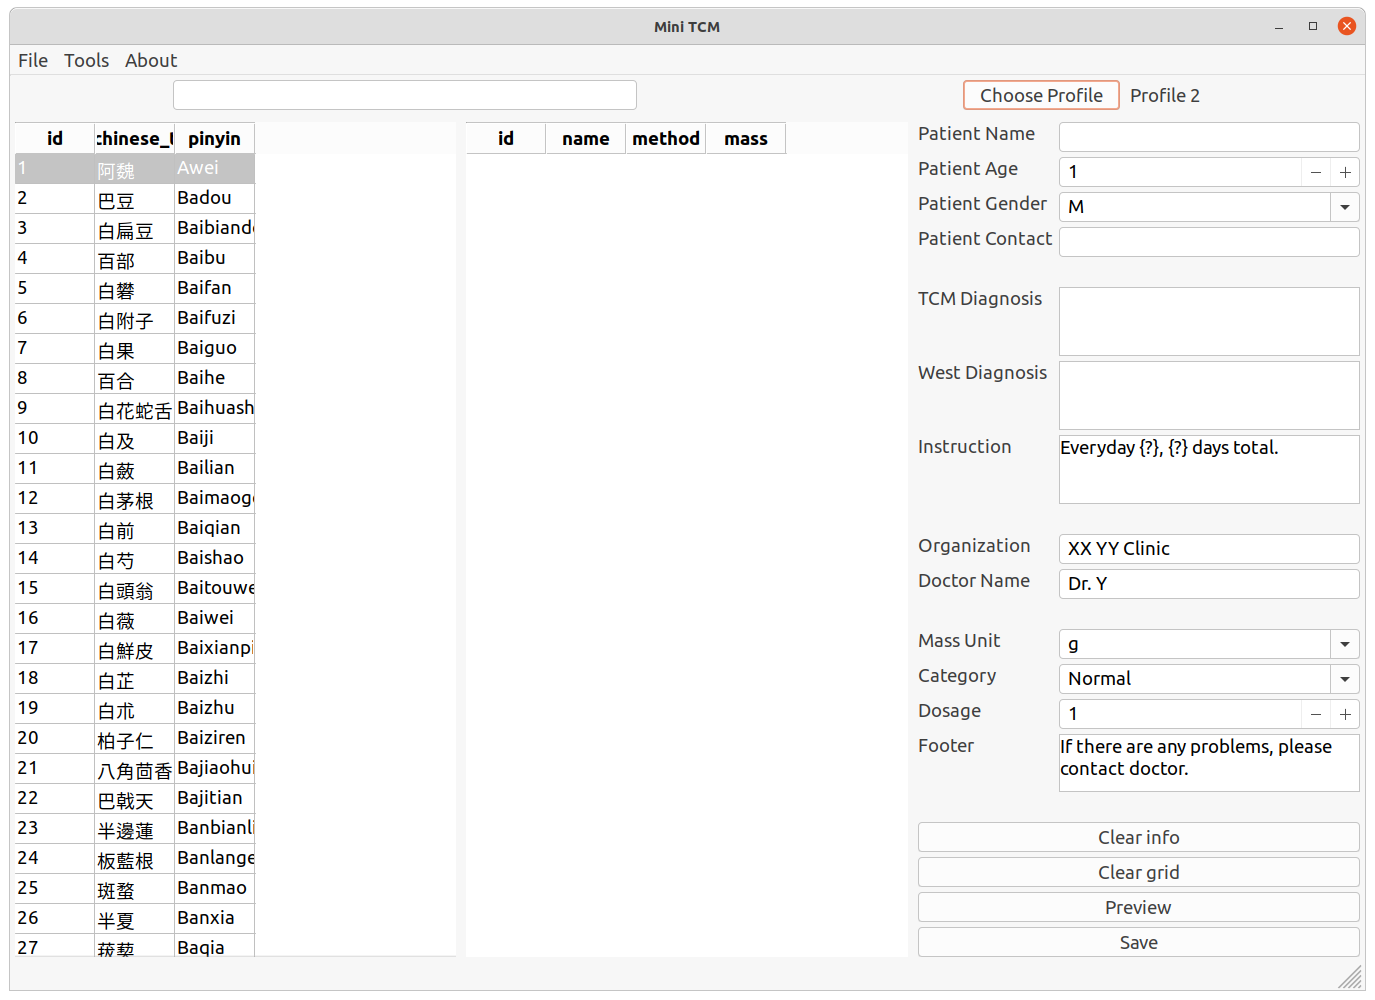 Mini TCM
File Tools About
Choose Profile Profile 2
id chinese_t pinyin
1 阿魏 Awei
2 巴豆 Badou
3 白扁豆 Baibiand
4 百部 Baibu
5 白礬 Baifan
6 白附子 Baifuzi
7 白果 Baiguo
8 百合 Baihe
9 白花蛇舌 Baihuash
10 白及 Baiji
11 白蘞 Bailian
12 白茅根 Baimaog
13 白前 Baiqian
14 白芍 Baishao
15 白頭翁 Baitouwe
16 白薇 Baiwei
17 白鮮皮 Baixianpi
18 白芷 Baizhi
19 白朮 Baizhu
20 柏子仁 Baiziren
21 八角茴香 Bajiaohui
22 巴戟天 Bajitian
23 半邊蓮 Banbianli
24 板藍根 Banlange
25 斑蝥 Banmao
26 半夏 Banxia
27 菝葜 Baqia
id name method mass
Patient Name
Patient Age 1
Patient Gender M
Patient Contact
TCM Diagnosis
West Diagnosis
Instruction Everyday {?}, {?} days total.
Organization XX YY Clinic
Doctor Name Dr. Y
Mass Unit g
Category Normal
Dosage 1
Footer If there are any problems, please
contact doctor.
Clear info
Clear grid
Preview
Save